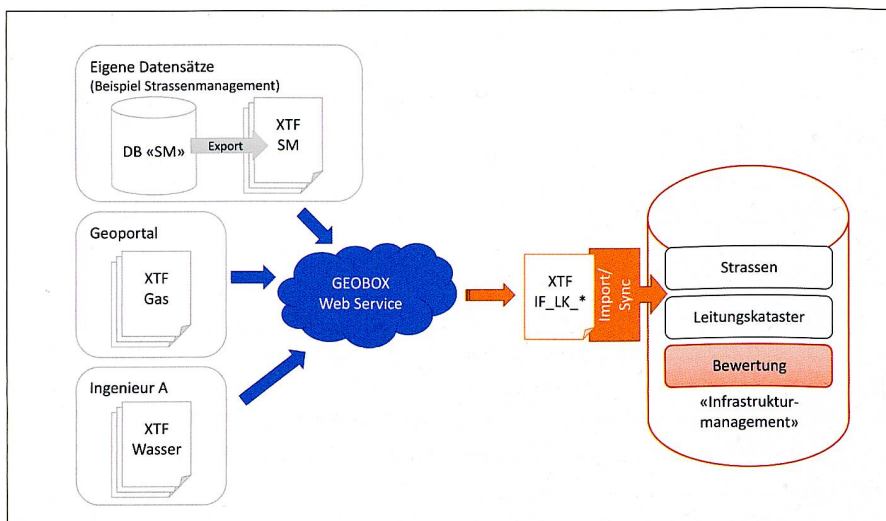 Eigene Datensätze
(Beispiel Strassenmanagement)
DB «SM»
Export
XTF
SM
Geoportal
XTF
Gas
Ingenieur A
XTF
Wasser
GEOBOX
Web Service
XTF
IF_LK_*
Import/
Sync
Strassen
Leitungskataster
Bewertung
«Infrastruktur-
management»